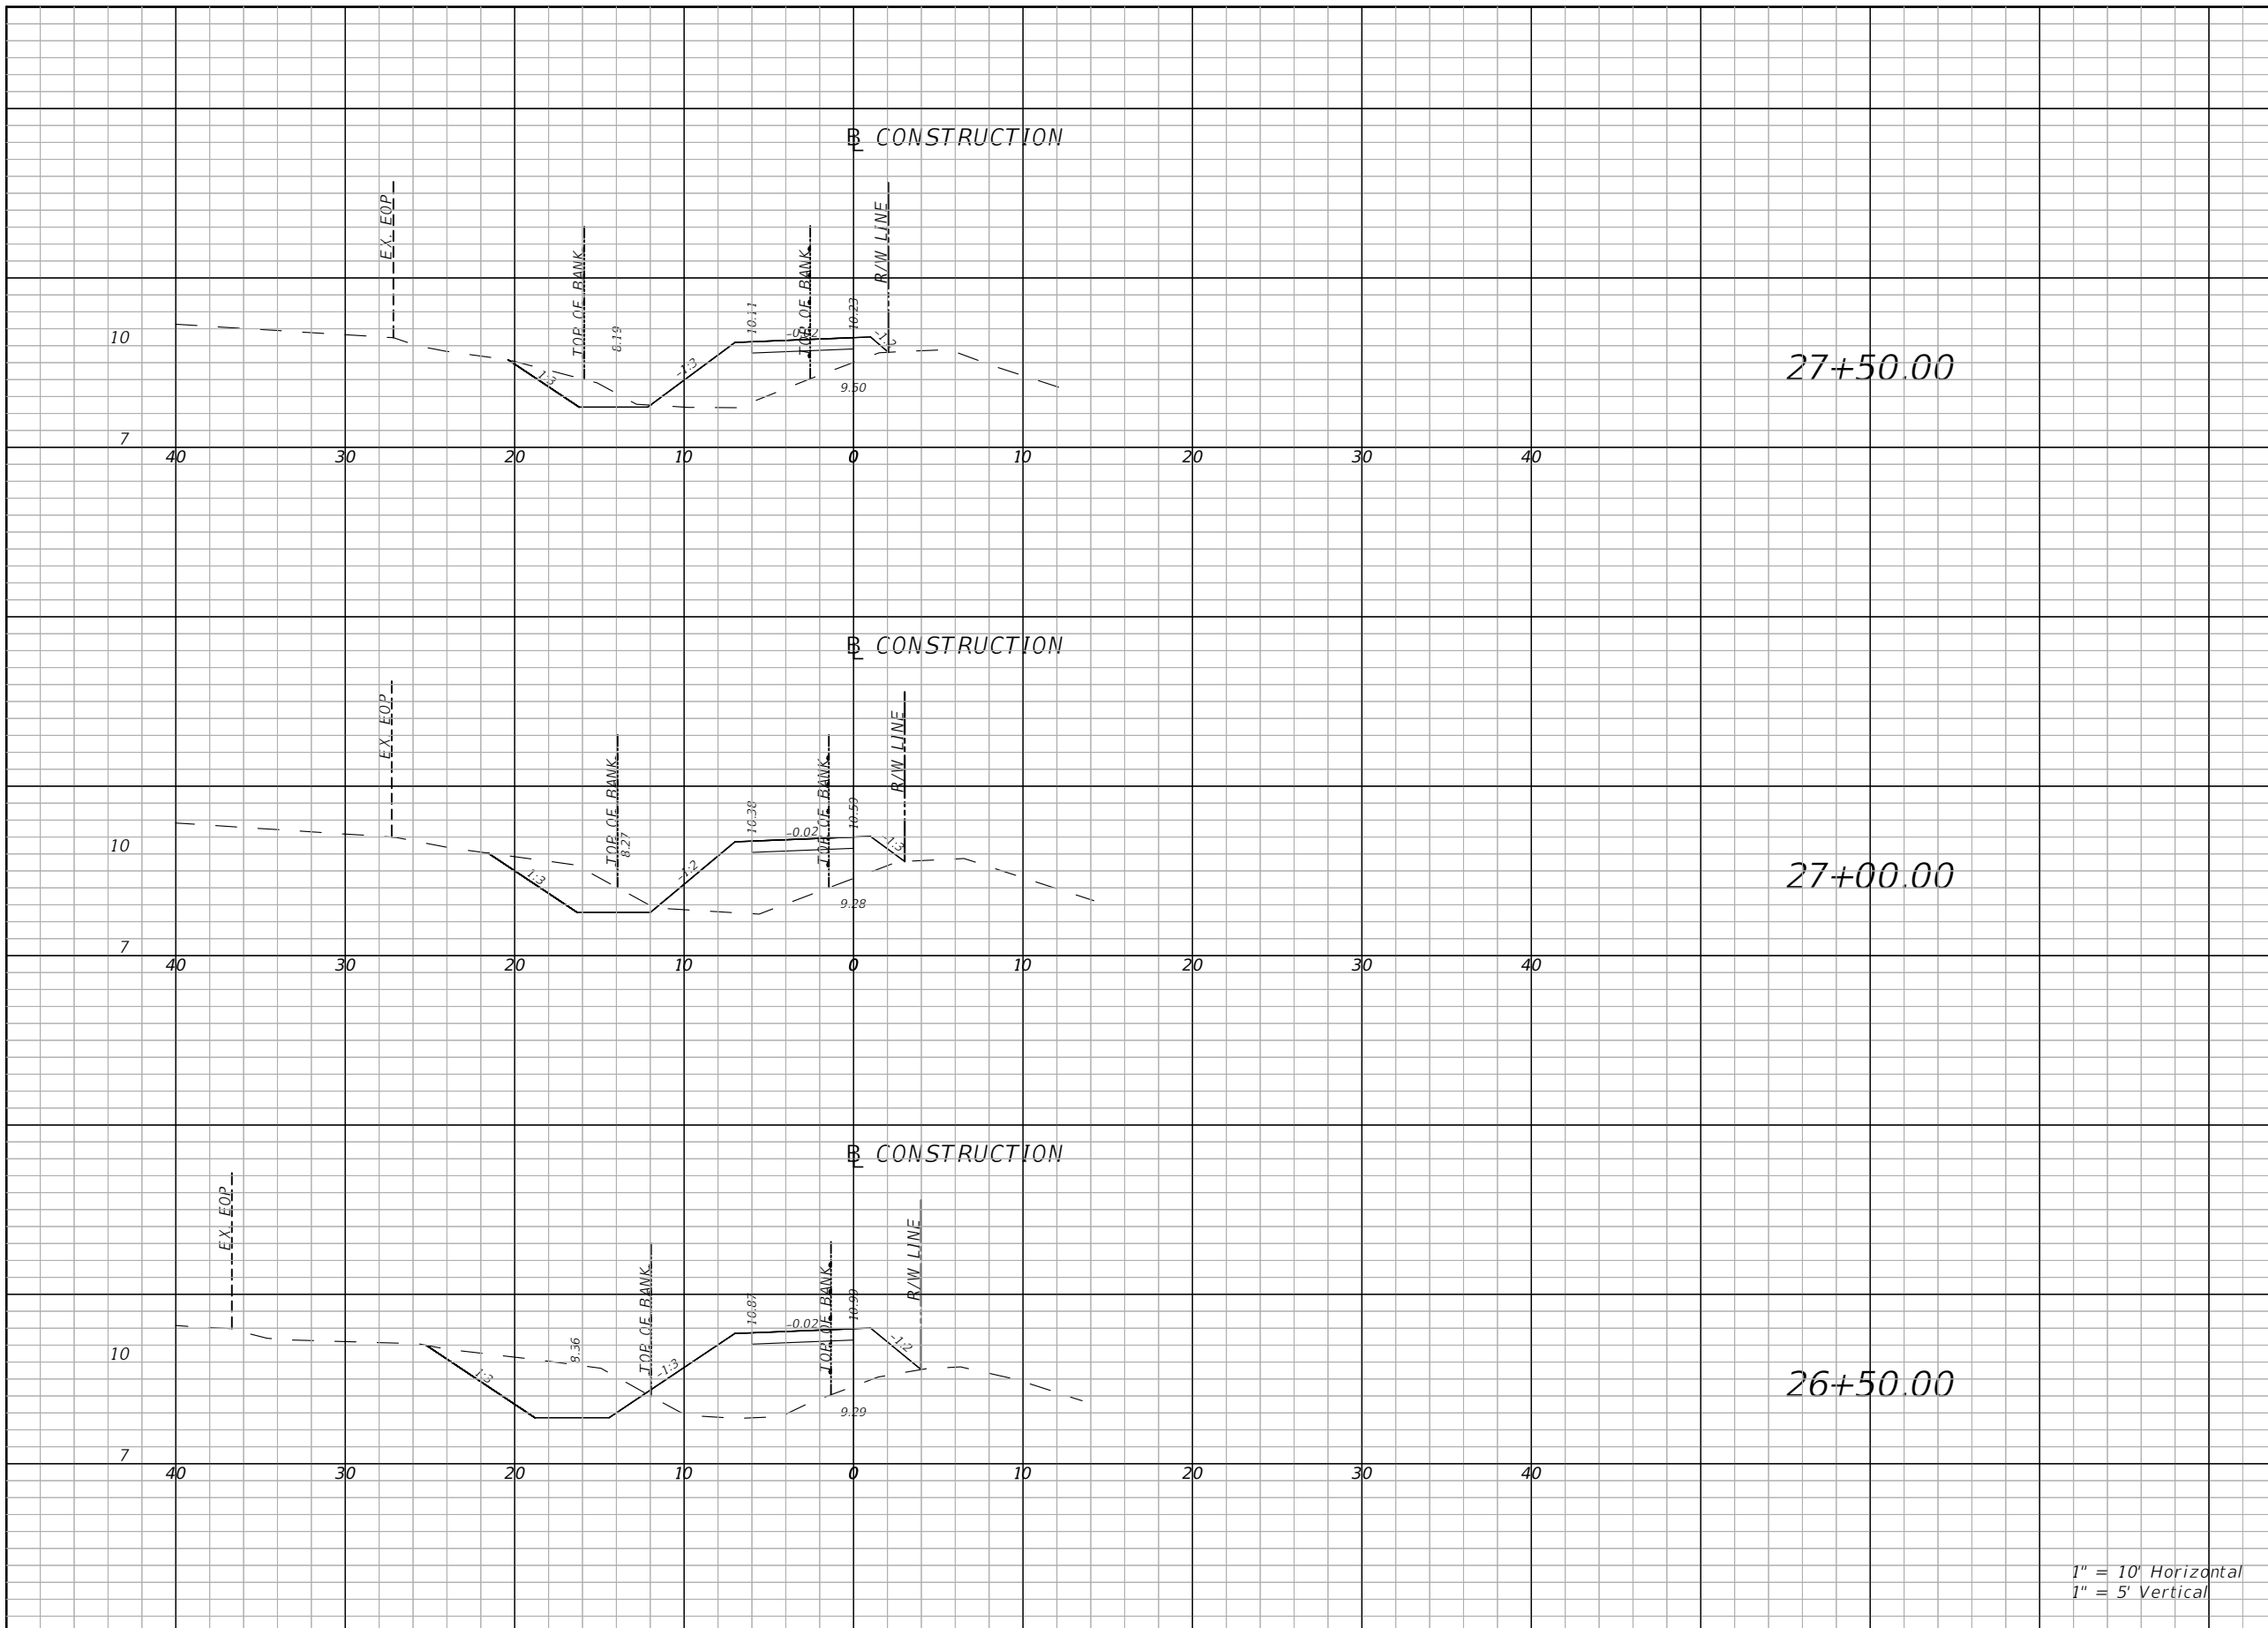 BL CONSTRUCTION
EX. EOP
TOP OF BANK
8.19
10.11
-0.02
TOP OF BANK
10.23
R/W LINE
-1:2
1:3
-1:3
9.50
10
7
27+50.00
40 30 20 10 0 10 20 30 40
BL CONSTRUCTION
EX. EOP
TOP OF BANK
8.27
10.38
-0.02
TOP OF BANK
10.59
R/W LINE
1:3
-1:2
-1:3
9.28
10
7
27+00.00
40 30 20 10 0 10 20 30 40
BL CONSTRUCTION
EX. EOP
8.36
TOP OF BANK
10.87
-0.02
TOP OF BANK
10.99
R/W LINE
1:3
-1:3
-1:2
9.29
10
7
26+50.00
40 30 20 10 0 10 20 30 40
1" = 10' Horizontal
1" = 5' Vertical